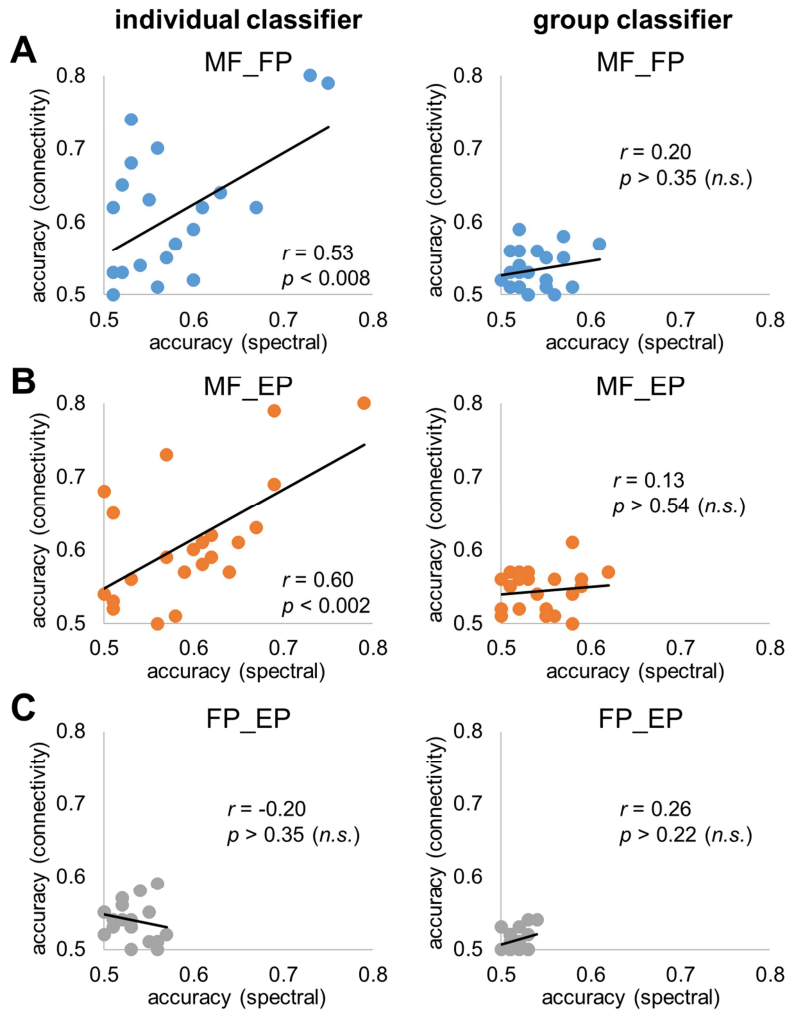 individual classifier
group classifier
A
MF_FP
0.8
0.7
0.6
0.5
accuracy (connectivity)
r = 0.53
p < 0.008
0.5 0.6 0.7 0.8
accuracy (spectral)
MF_FP
0.8
0.7
0.6
0.5
accuracy (connectivity)
r = 0.20
p > 0.35 (n.s.)
0.5 0.6 0.7 0.8
accuracy (spectral)
B
MF_EP
0.8
0.7
0.6
0.5
accuracy (connectivity)
r = 0.60
p < 0.002
0.5 0.6 0.7 0.8
accuracy (spectral)
MF_EP
0.8
0.7
0.6
0.5
accuracy (connectivity)
r = 0.13
p > 0.54 (n.s.)
0.5 0.6 0.7 0.8
accuracy (spectral)
C
FP_EP
0.8
0.7
0.6
0.5
accuracy (connectivity)
r = -0.20
p > 0.35 (n.s.)
0.5 0.6 0.7 0.8
accuracy (spectral)
FP_EP
0.8
0.7
0.6
0.5
accuracy (connectivity)
r = 0.26
p > 0.22 (n.s.)
0.5 0.6 0.7 0.8
accuracy (spectral)